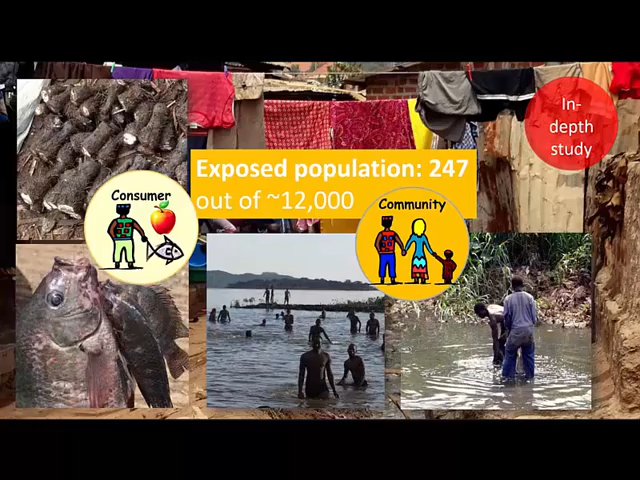 In-
depth
study
Exposed population: 247
out of ~12,000
Consumer
Community